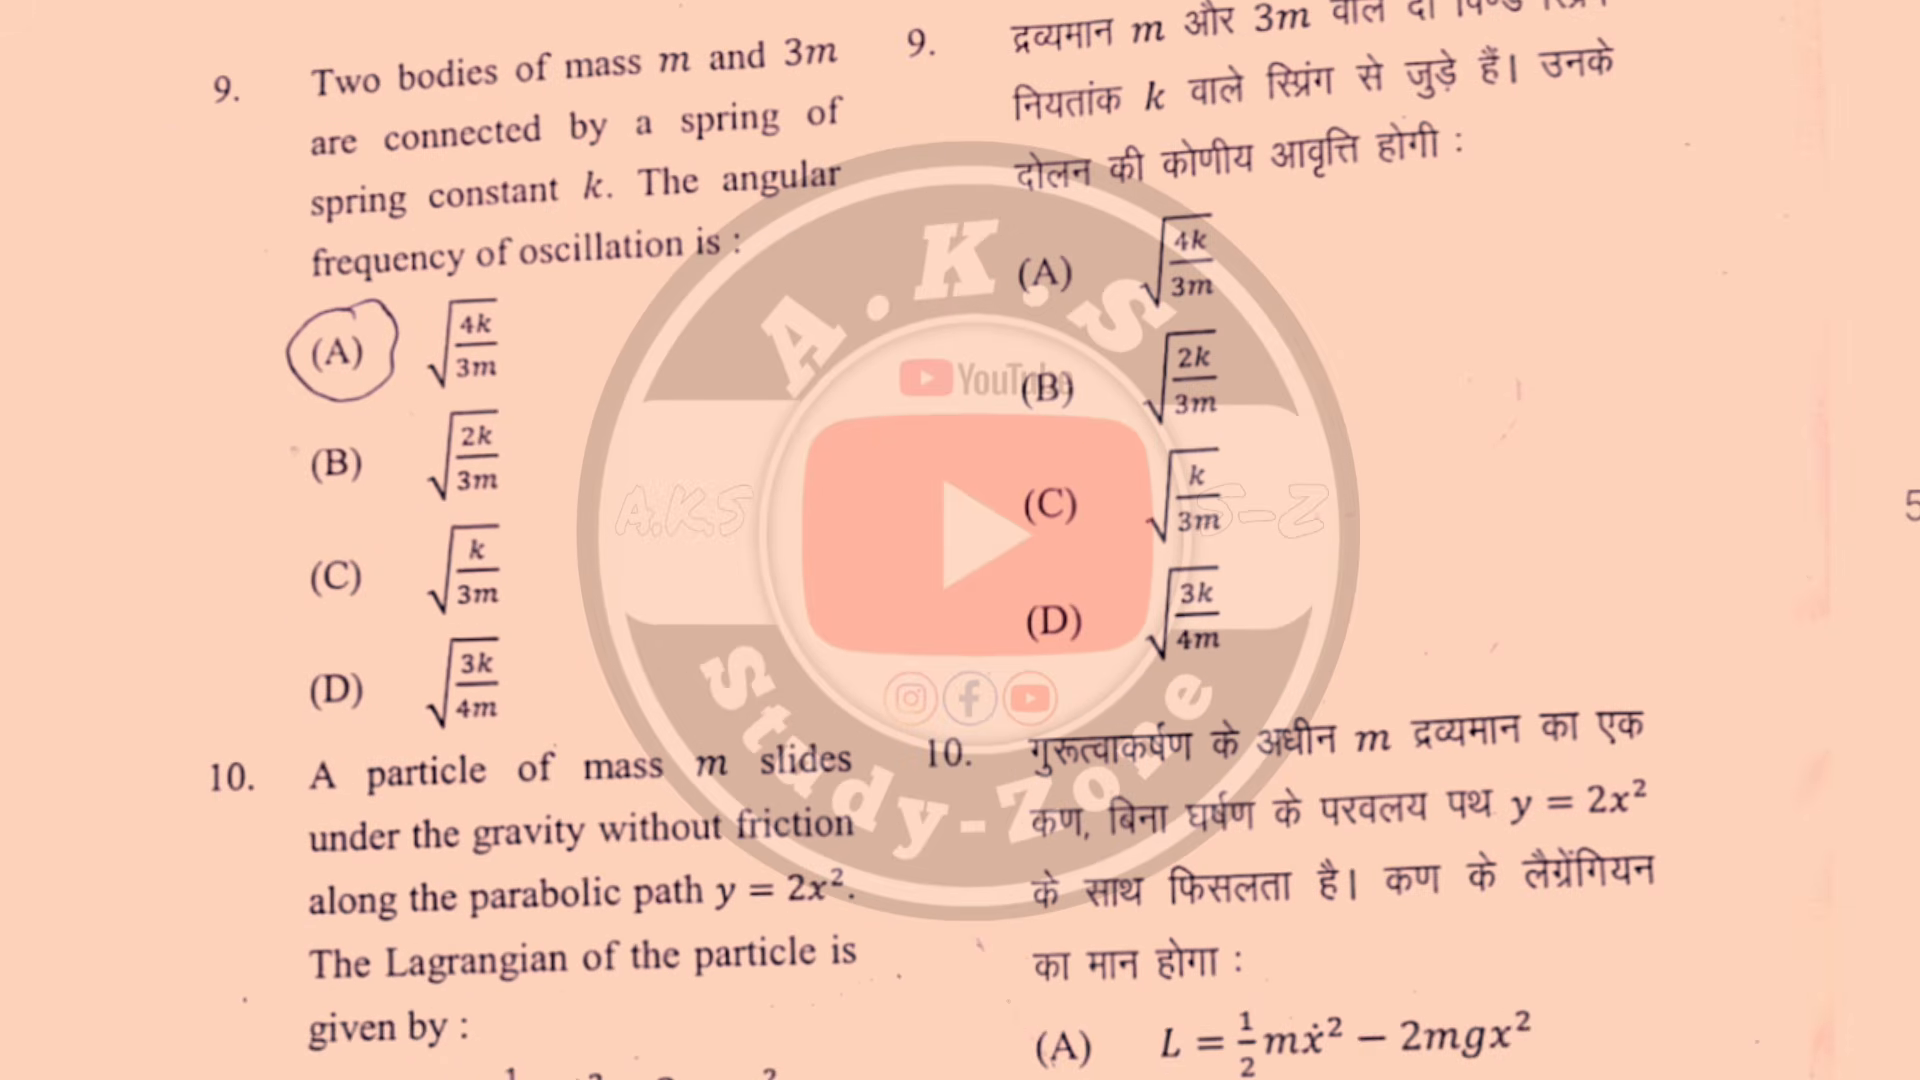 9. Two bodies of mass m and 3m
are connected by a spring of
spring constant k. The angular
frequency of oscillation is :
(A) √(4k/3m)
(B) √(2k/3m)
(C) √(k/3m)
(D) √(3k/4m)
10. A particle of mass m slides
under the gravity without friction
along the parabolic path y = 2x².
The Lagrangian of the particle is
given by :
9. द्रव्यमान m और 3m वाले दो पिण्ड
नियतांक k वाले स्प्रिंग से जुड़े हैं। उनके
दोलन की कोणीय आवृत्ति होगी :
(A) √(4k/3m)
(B) √(2k/3m)
(C) √(k/3m)
(D) √(3k/4m)
10. गुरूत्वाकर्षण के अधीन m द्रव्यमान का एक
कण, बिना घर्षण के परवलय पथ y = 2x²
के साथ फिसलता है। कण के लैग्रेंगियन
का मान होगा :
(A) L = 1/2 mẋ² − 2mgx²
5
A.K.S
YouTube
A.K.S S-Z
Study-Zone